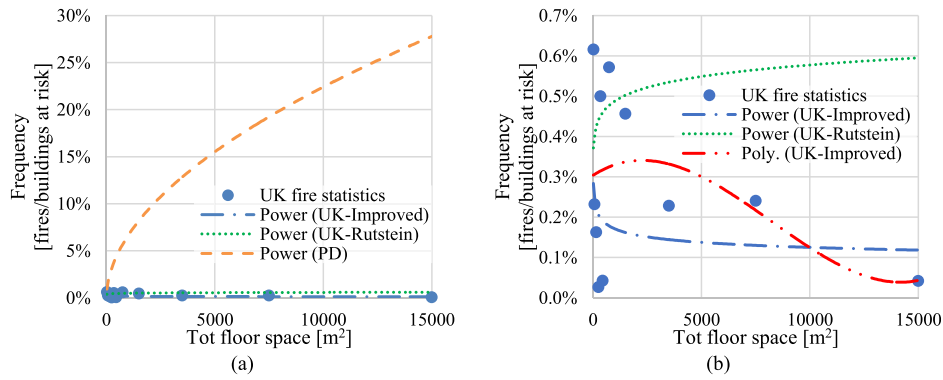 30%
25%
20%
15%
10%
5%
0%
Frequency
[fires/buildings at risk]
UK fire statistics
Power (UK-Improved)
Power (UK-Rutstein)
Power (PD)
0
5000
10000
15000
Tot floor space [m²]
(a)
0.7%
0.6%
0.5%
0.4%
0.3%
0.2%
0.1%
0.0%
Frequency
[fires/buildings at risk]
UK fire statistics
Power (UK-Improved)
Power (UK-Rutstein)
Poly. (UK-Improved)
0
5000
10000
15000
Tot floor space [m²]
(b)